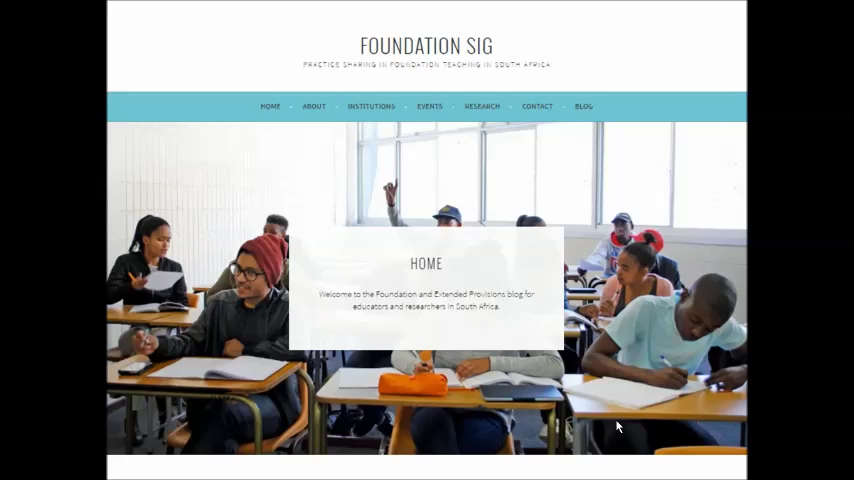 FOUNDATION SIG
PRACTICE SHARING IN FOUNDATION TEACHING IN SOUTH AFRICA
HOME ABOUT INSTITUTIONS EVENTS RESEARCH CONTACT BLOG
HOME
Welcome to the Foundation and Extended Provisions blog for
educators and researchers in South Africa.